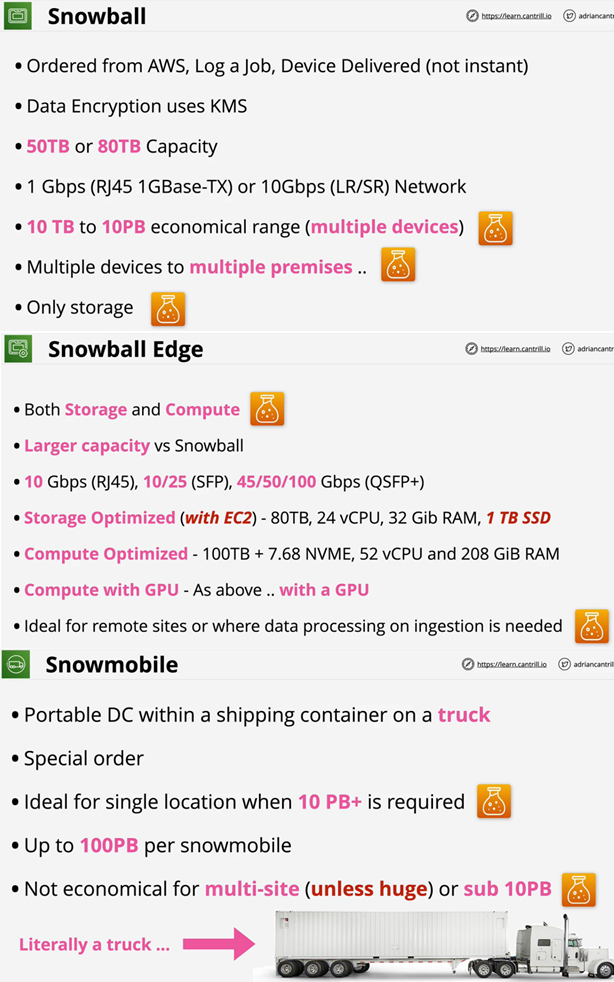 Snowball
https://learn.cantrill.io
adriancantr
• Ordered from AWS, Log a Job, Device Delivered (not instant)
• Data Encryption uses KMS
• 50TB or 80TB Capacity
• 1 Gbps (RJ45 1GBase-TX) or 10Gbps (LR/SR) Network
• 10 TB to 10PB economical range (multiple devices)
• Multiple devices to multiple premises ..
• Only storage
Snowball Edge
https://learn.cantrill.io
adriancantr
• Both Storage and Compute
• Larger capacity vs Snowball
• 10 Gbps (RJ45), 10/25 (SFP), 45/50/100 Gbps (QSFP+)
• Storage Optimized (with EC2) - 80TB, 24 vCPU, 32 Gib RAM, 1 TB SSD
• Compute Optimized - 100TB + 7.68 NVME, 52 vCPU and 208 GiB RAM
• Compute with GPU - As above .. with a GPU
• Ideal for remote sites or where data processing on ingestion is needed
Snowmobile
https://learn.cantrill.io
adriancantril
• Portable DC within a shipping container on a truck
• Special order
• Ideal for single location when 10 PB+ is required
• Up to 100PB per snowmobile
• Not economical for multi-site (unless huge) or sub 10PB
Literally a truck ...